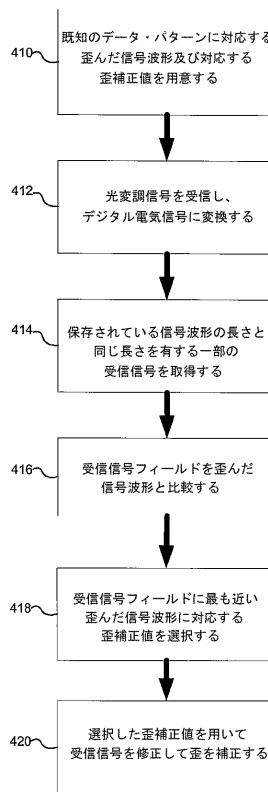 410
既知のデータ・パターンに対応する
歪んだ信号波形及び対応する
歪補正値を用意する
412
光変調信号を受信し、
デジタル電気信号に変換する
414
保存されている信号波形の長さと
同じ長さを有する一部の
受信信号を取得する
416
受信信号フィールドを歪んだ
信号波形と比較する
418
受信信号フィールドに最も近い
歪んだ信号波形に対応する
歪補正値を選択する
420
選択した歪補正値を用いて
受信信号を修正して歪を補正する